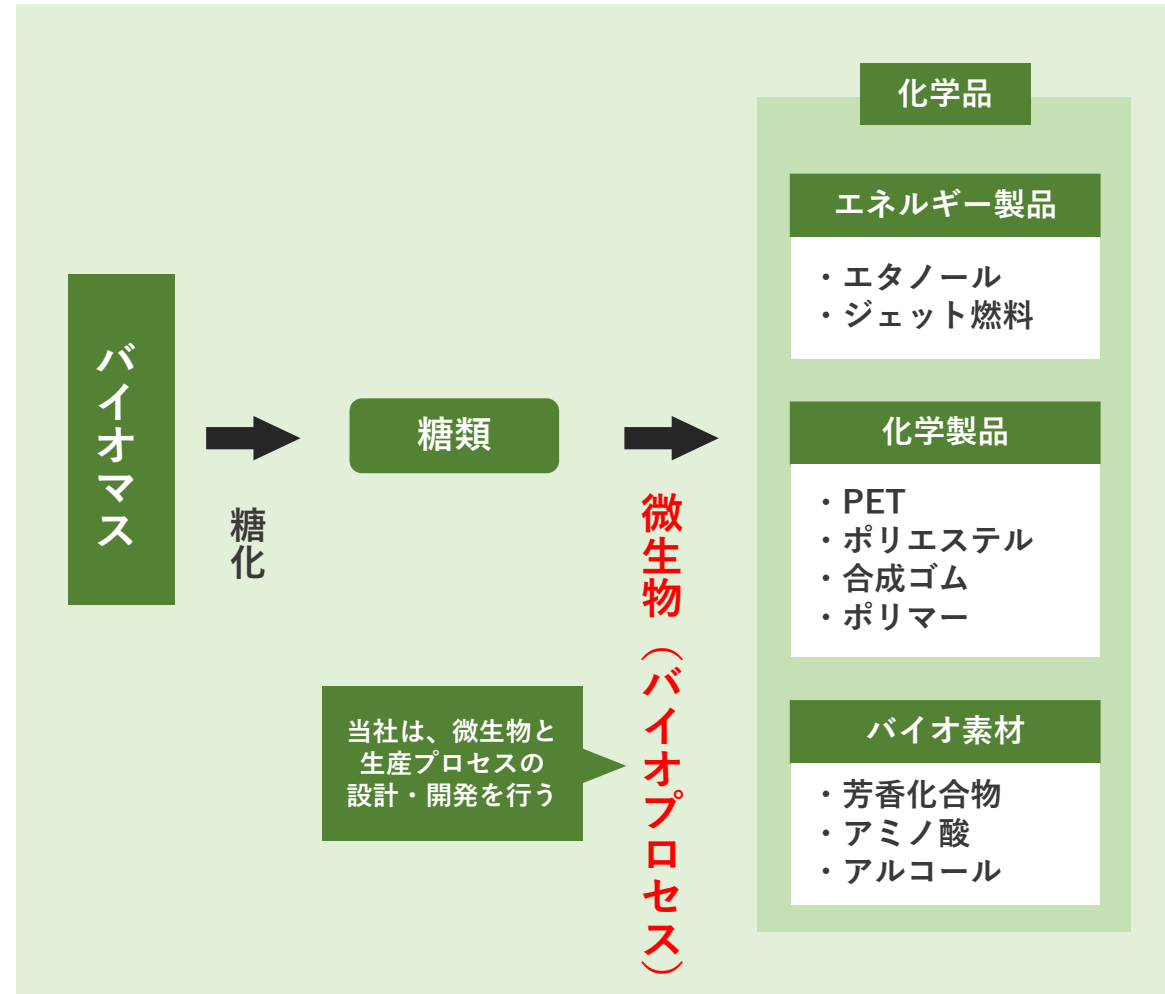 バイオマス
糖化
糖類
微生物（バイオプロセス）
当社は、微生物と
生産プロセスの
設計・開発を行う
化学品
エネルギー製品
・エタノール
・ジェット燃料
化学製品
・PET
・ポリエステル
・合成ゴム
・ポリマー
バイオ素材
・芳香化合物
・アミノ酸
・アルコール